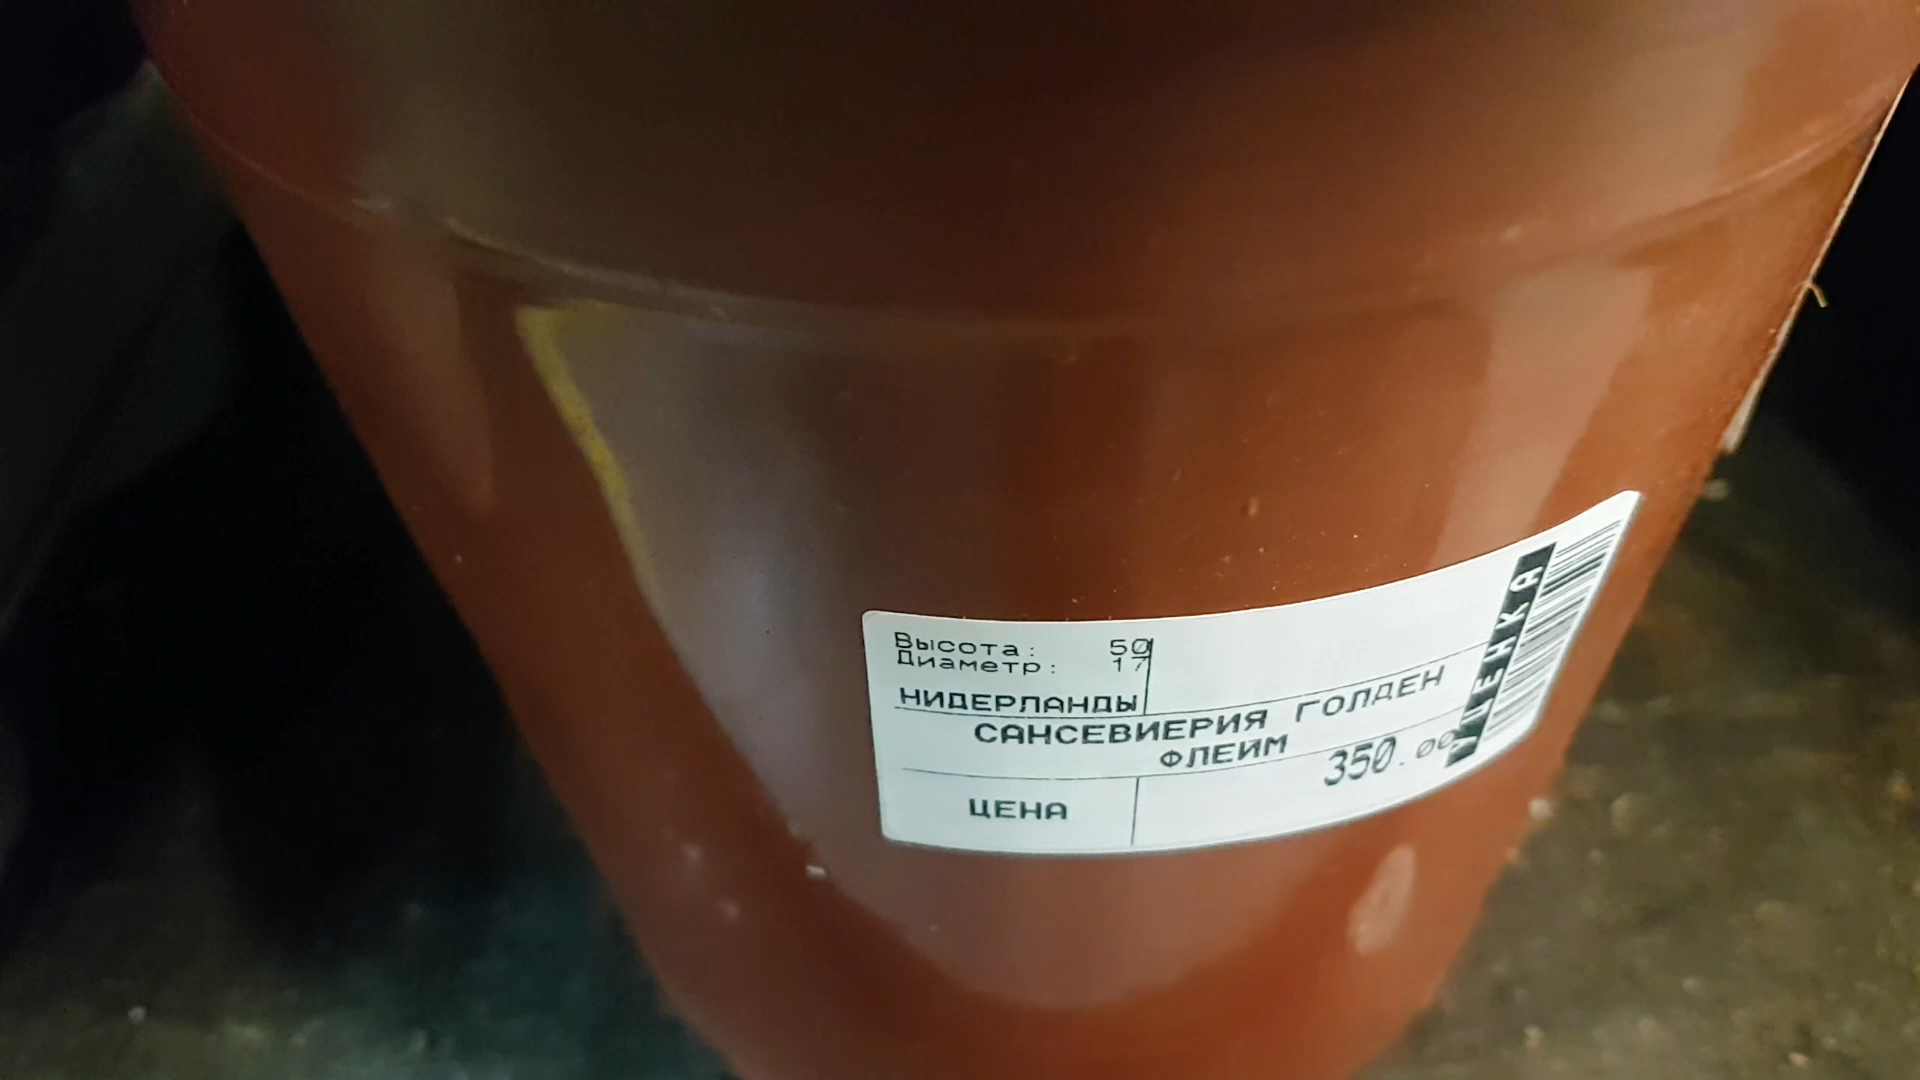 Высота: 50
Диаметр: 17
НИДЕРЛАНДЫ
САНСЕВИЕРИЯ ГОЛДЕН
ФЛЕЙМ
ЦЕНА 350.00
УЦЕНКА